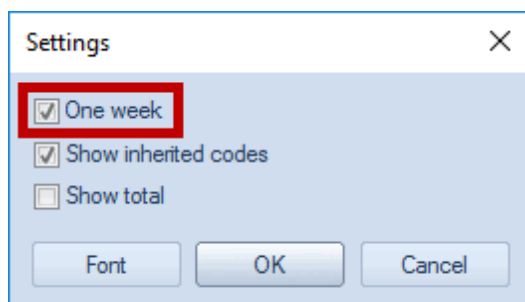 Settings
One week
Show inherited codes
Show total
Font OK Cancel